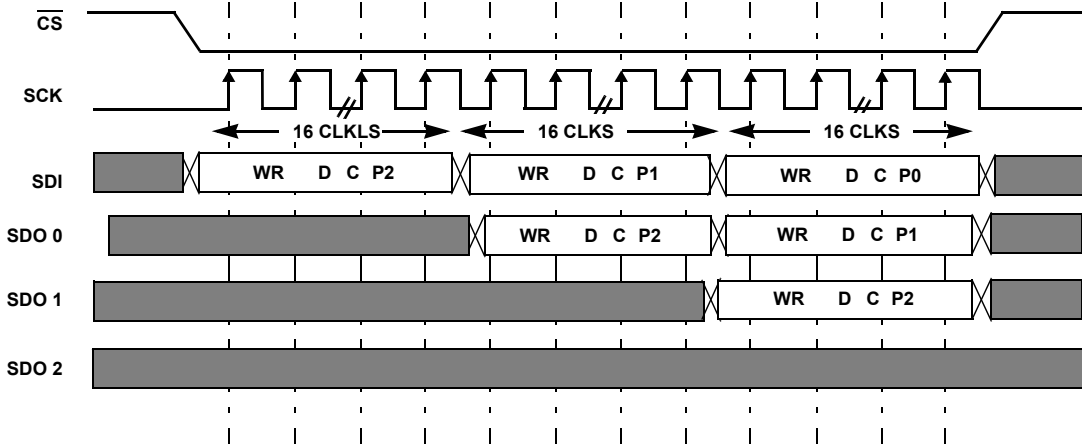 CS
SCK
16 CLKLS 16 CLKS 16 CLKS
SDI WR D C P2 WR D C P1 WR D C P0
SDO 0 WR D C P2 WR D C P1
SDO 1 WR D C P2
SDO 2